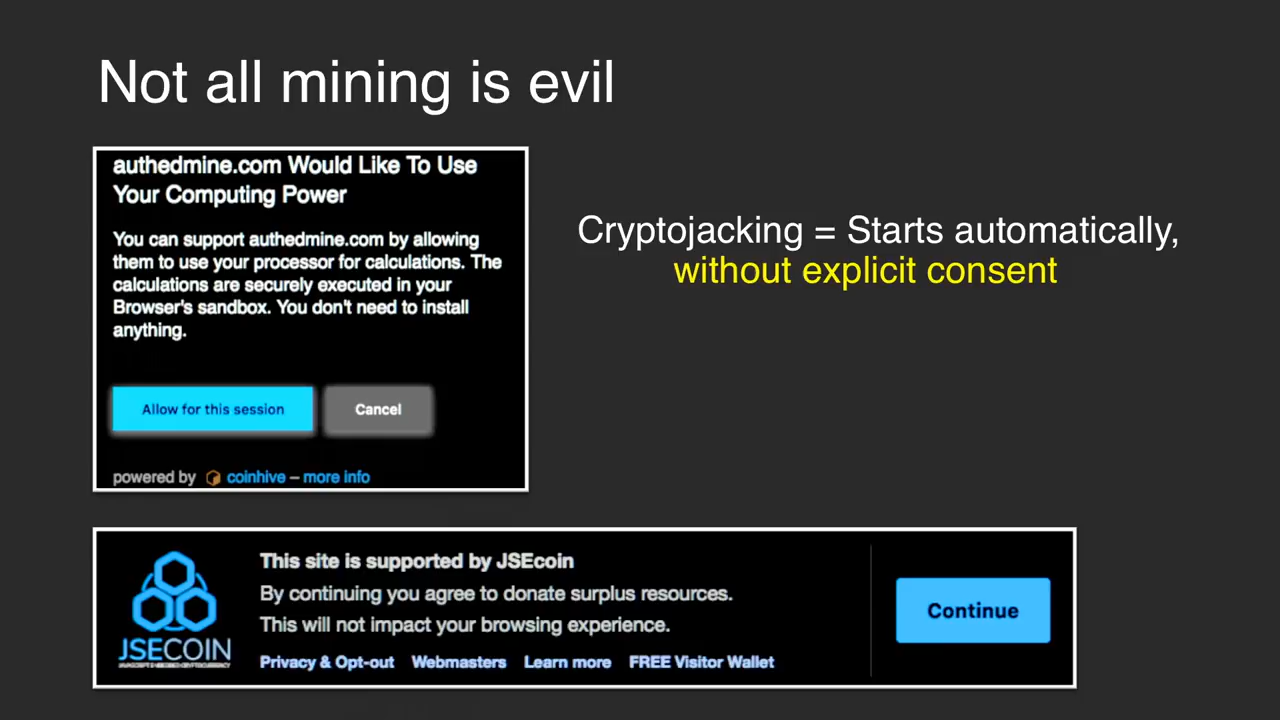 Not all mining is evil
authedmine.com Would Like To Use
Your Computing Power
You can support authedmine.com by allowing
them to use your processor for calculations. The
calculations are securely executed in your
Browser's sandbox. You don't need to install
anything.
Allow for this session
Cancel
powered by coinhive – more info
Cryptojacking = Starts automatically,
without explicit consent
JSECOIN
This site is supported by JSEcoin
By continuing you agree to donate surplus resources.
This will not impact your browsing experience.
Privacy & Opt-out Webmasters Learn more FREE Visitor Wallet
Continue